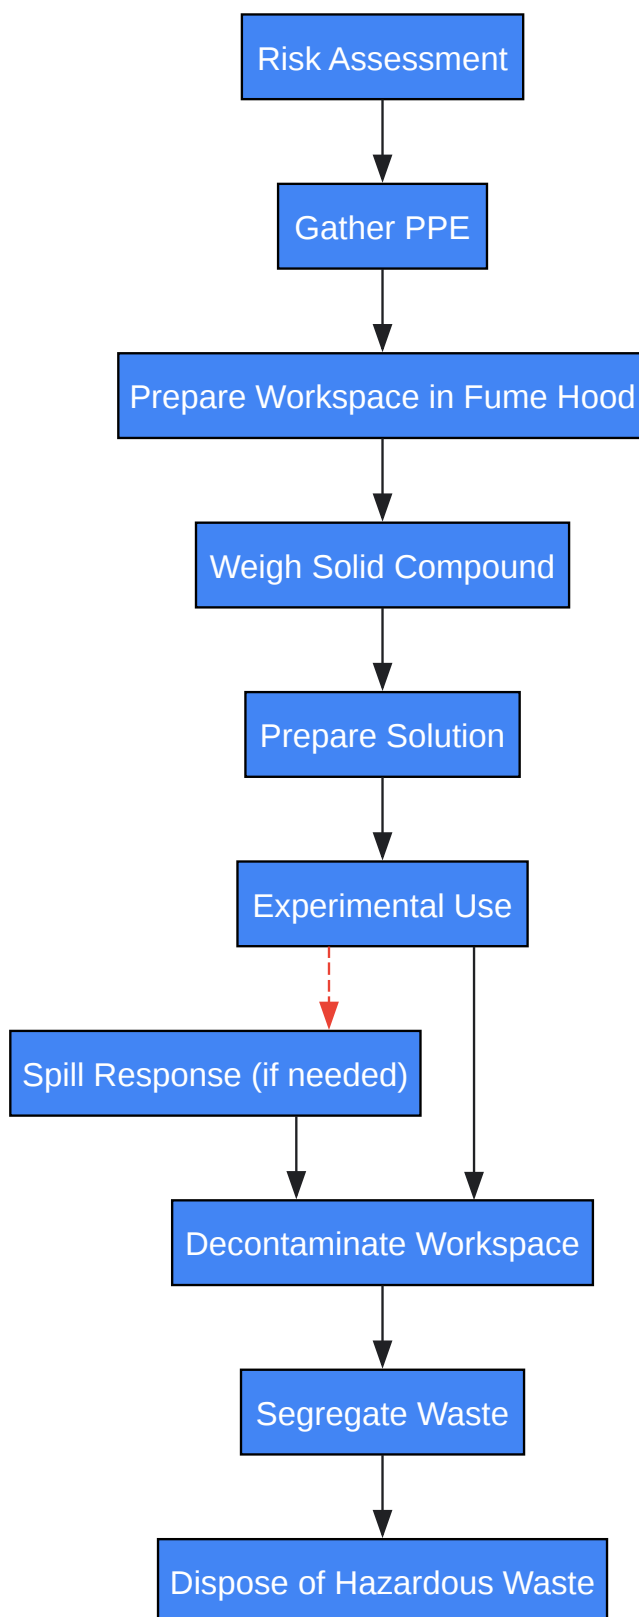 Risk Assessment
Gather PPE
Prepare Workspace in Fume Hood
Weigh Solid Compound
Prepare Solution
Experimental Use
Spill Response (if needed)
Decontaminate Workspace
Segregate Waste
Dispose of Hazardous Waste